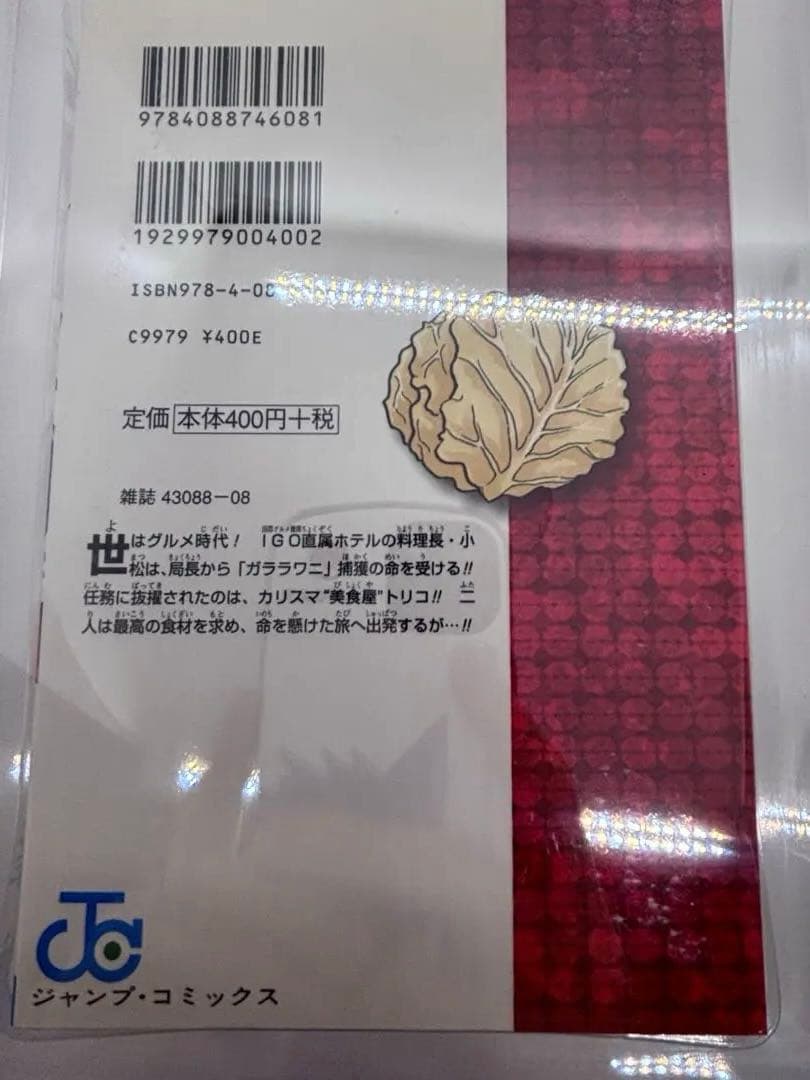 9784088746081
1929979004002
ISBN978-4-08
C9979 ¥400E
定価 本体400円+税
雑誌 43088-08
世はグルメ時代! IGO直属ホテルの料理長・小
松は、局長から「ガララワニ」捕獲の命を受ける!!
任務に抜擢されたのは、カリスマ"美食屋"トリコ!! 二
人は最高の食材を求め、命を懸けた旅へ出発するが…!!
JC
ジャンプ・コミックス